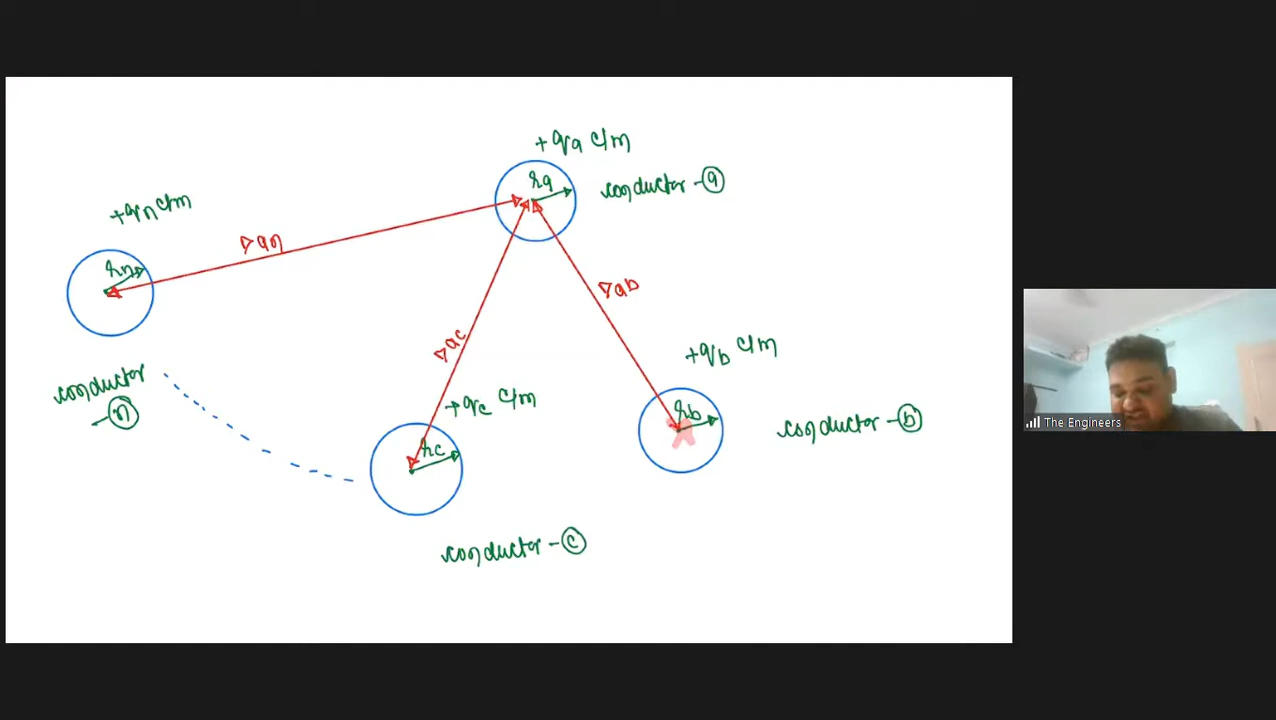 +qa c/m
ra
conductor - a
+qn c/m
rn
Dan
Dab
Dac
+qb c/m
rb
conductor
- n
+qc c/m
rc
conductor - b
conductor - c
The Engineers